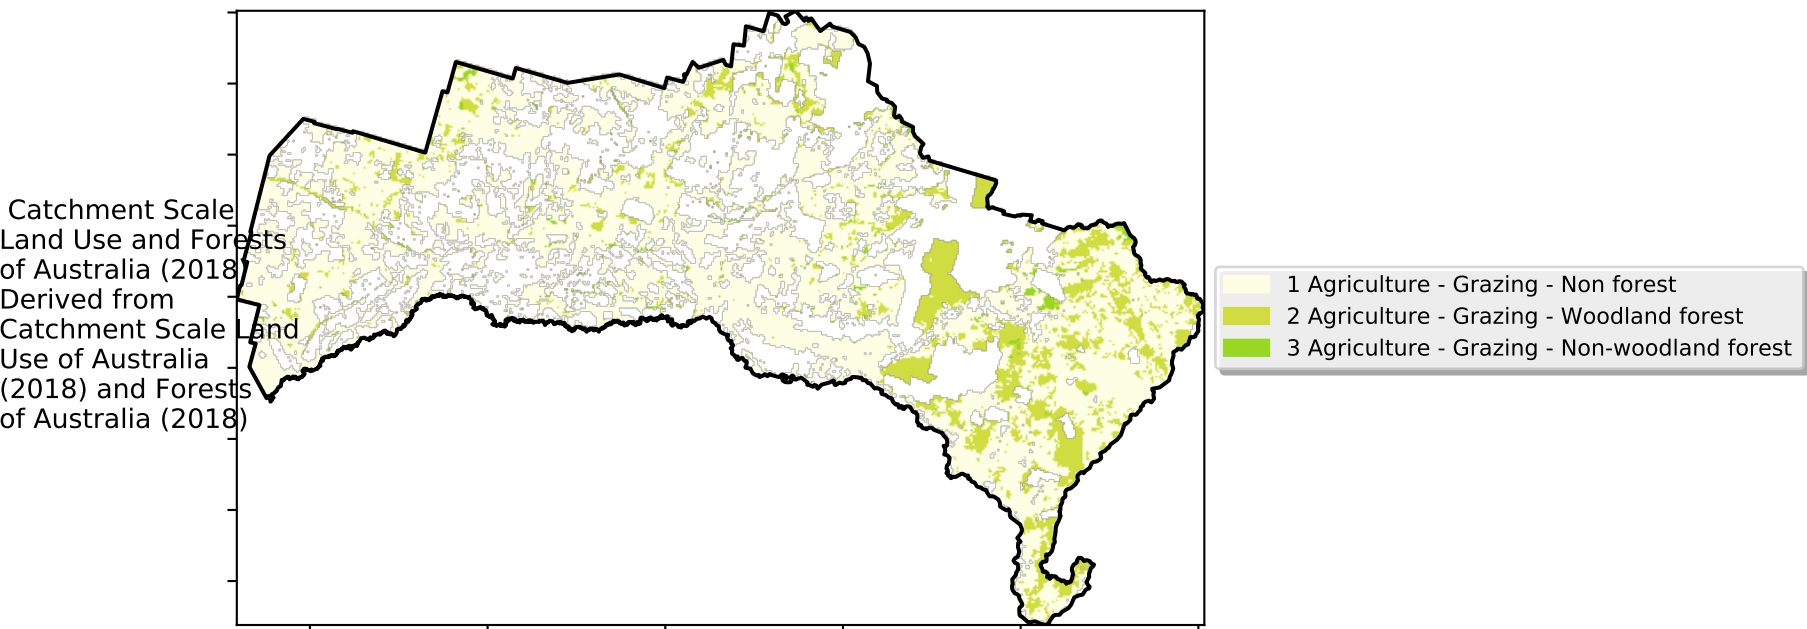 Catchment Scale
Land Use and Forests
of Australia (2018)
Derived from
Catchment Scale Land
Use of Australia
(2018) and Forests
of Australia (2018)
1 Agriculture - Grazing - Non forest
2 Agriculture - Grazing - Woodland forest
3 Agriculture - Grazing - Non-woodland forest